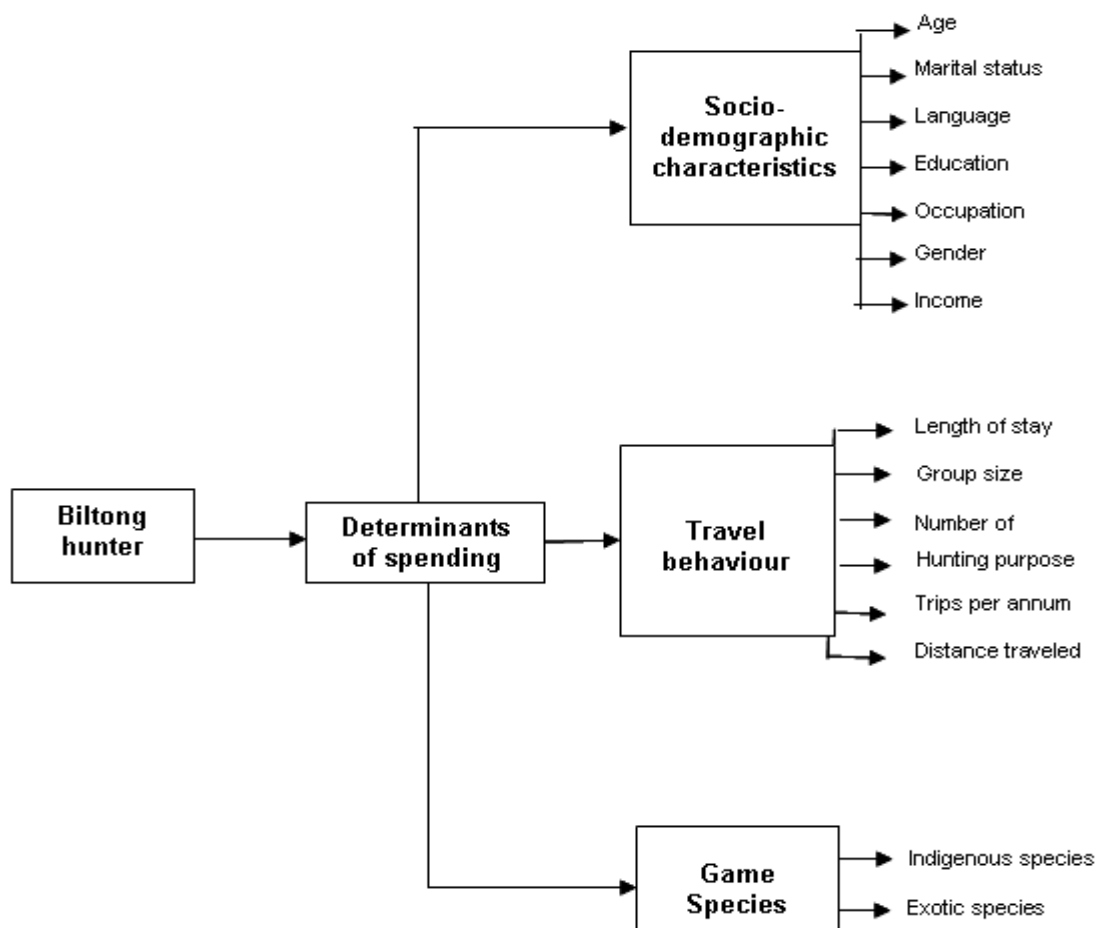 Biltong
hunter
Determinants
of spending
Socio-
demographic
characteristics
Age
Marital status
Language
Education
Occupation
Gender
Income
Travel
behaviour
Length of stay
Group size
Number of
Hunting purpose
Trips per annum
Distance traveled
Game
Species
Indigenous species
Exotic species